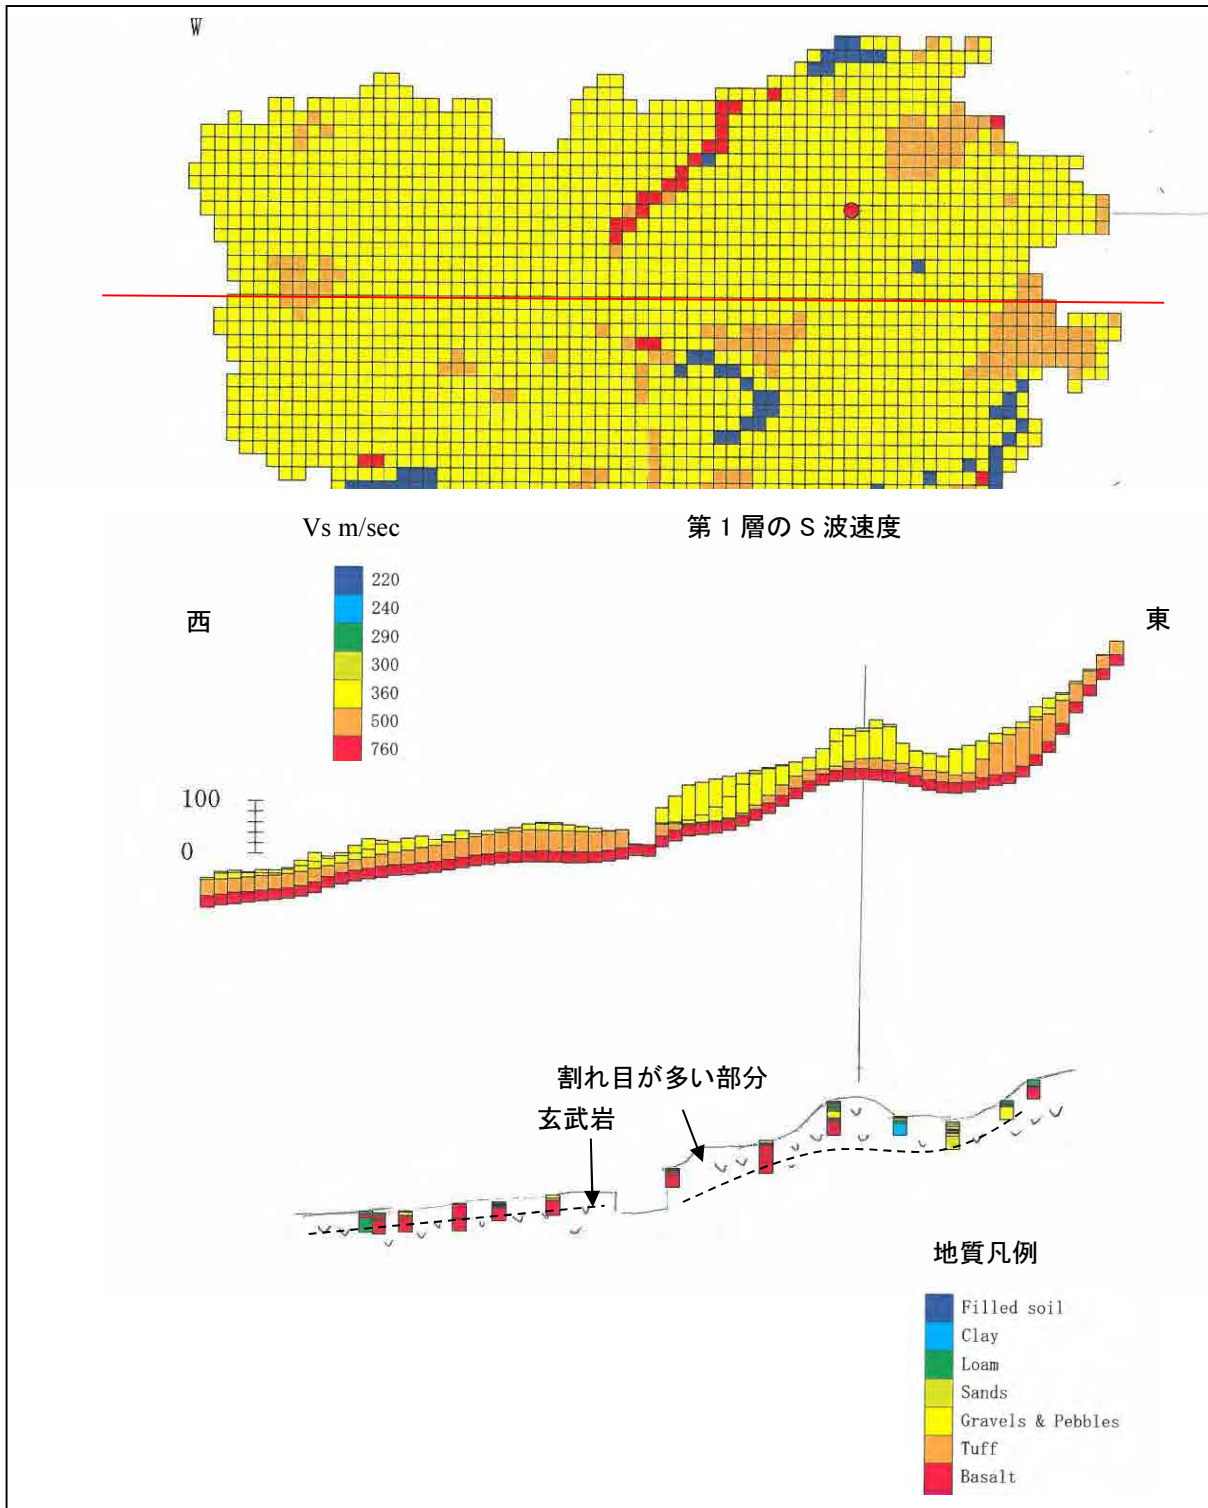 W
Vs m/sec
第1層のS波速度
220
240
290
300
360
500
760
西
東
100
0
割れ目が多い部分
玄武岩
地質凡例
Filled soil
Clay
Loam
Sands
Gravels & Pebbles
Tuff
Basalt